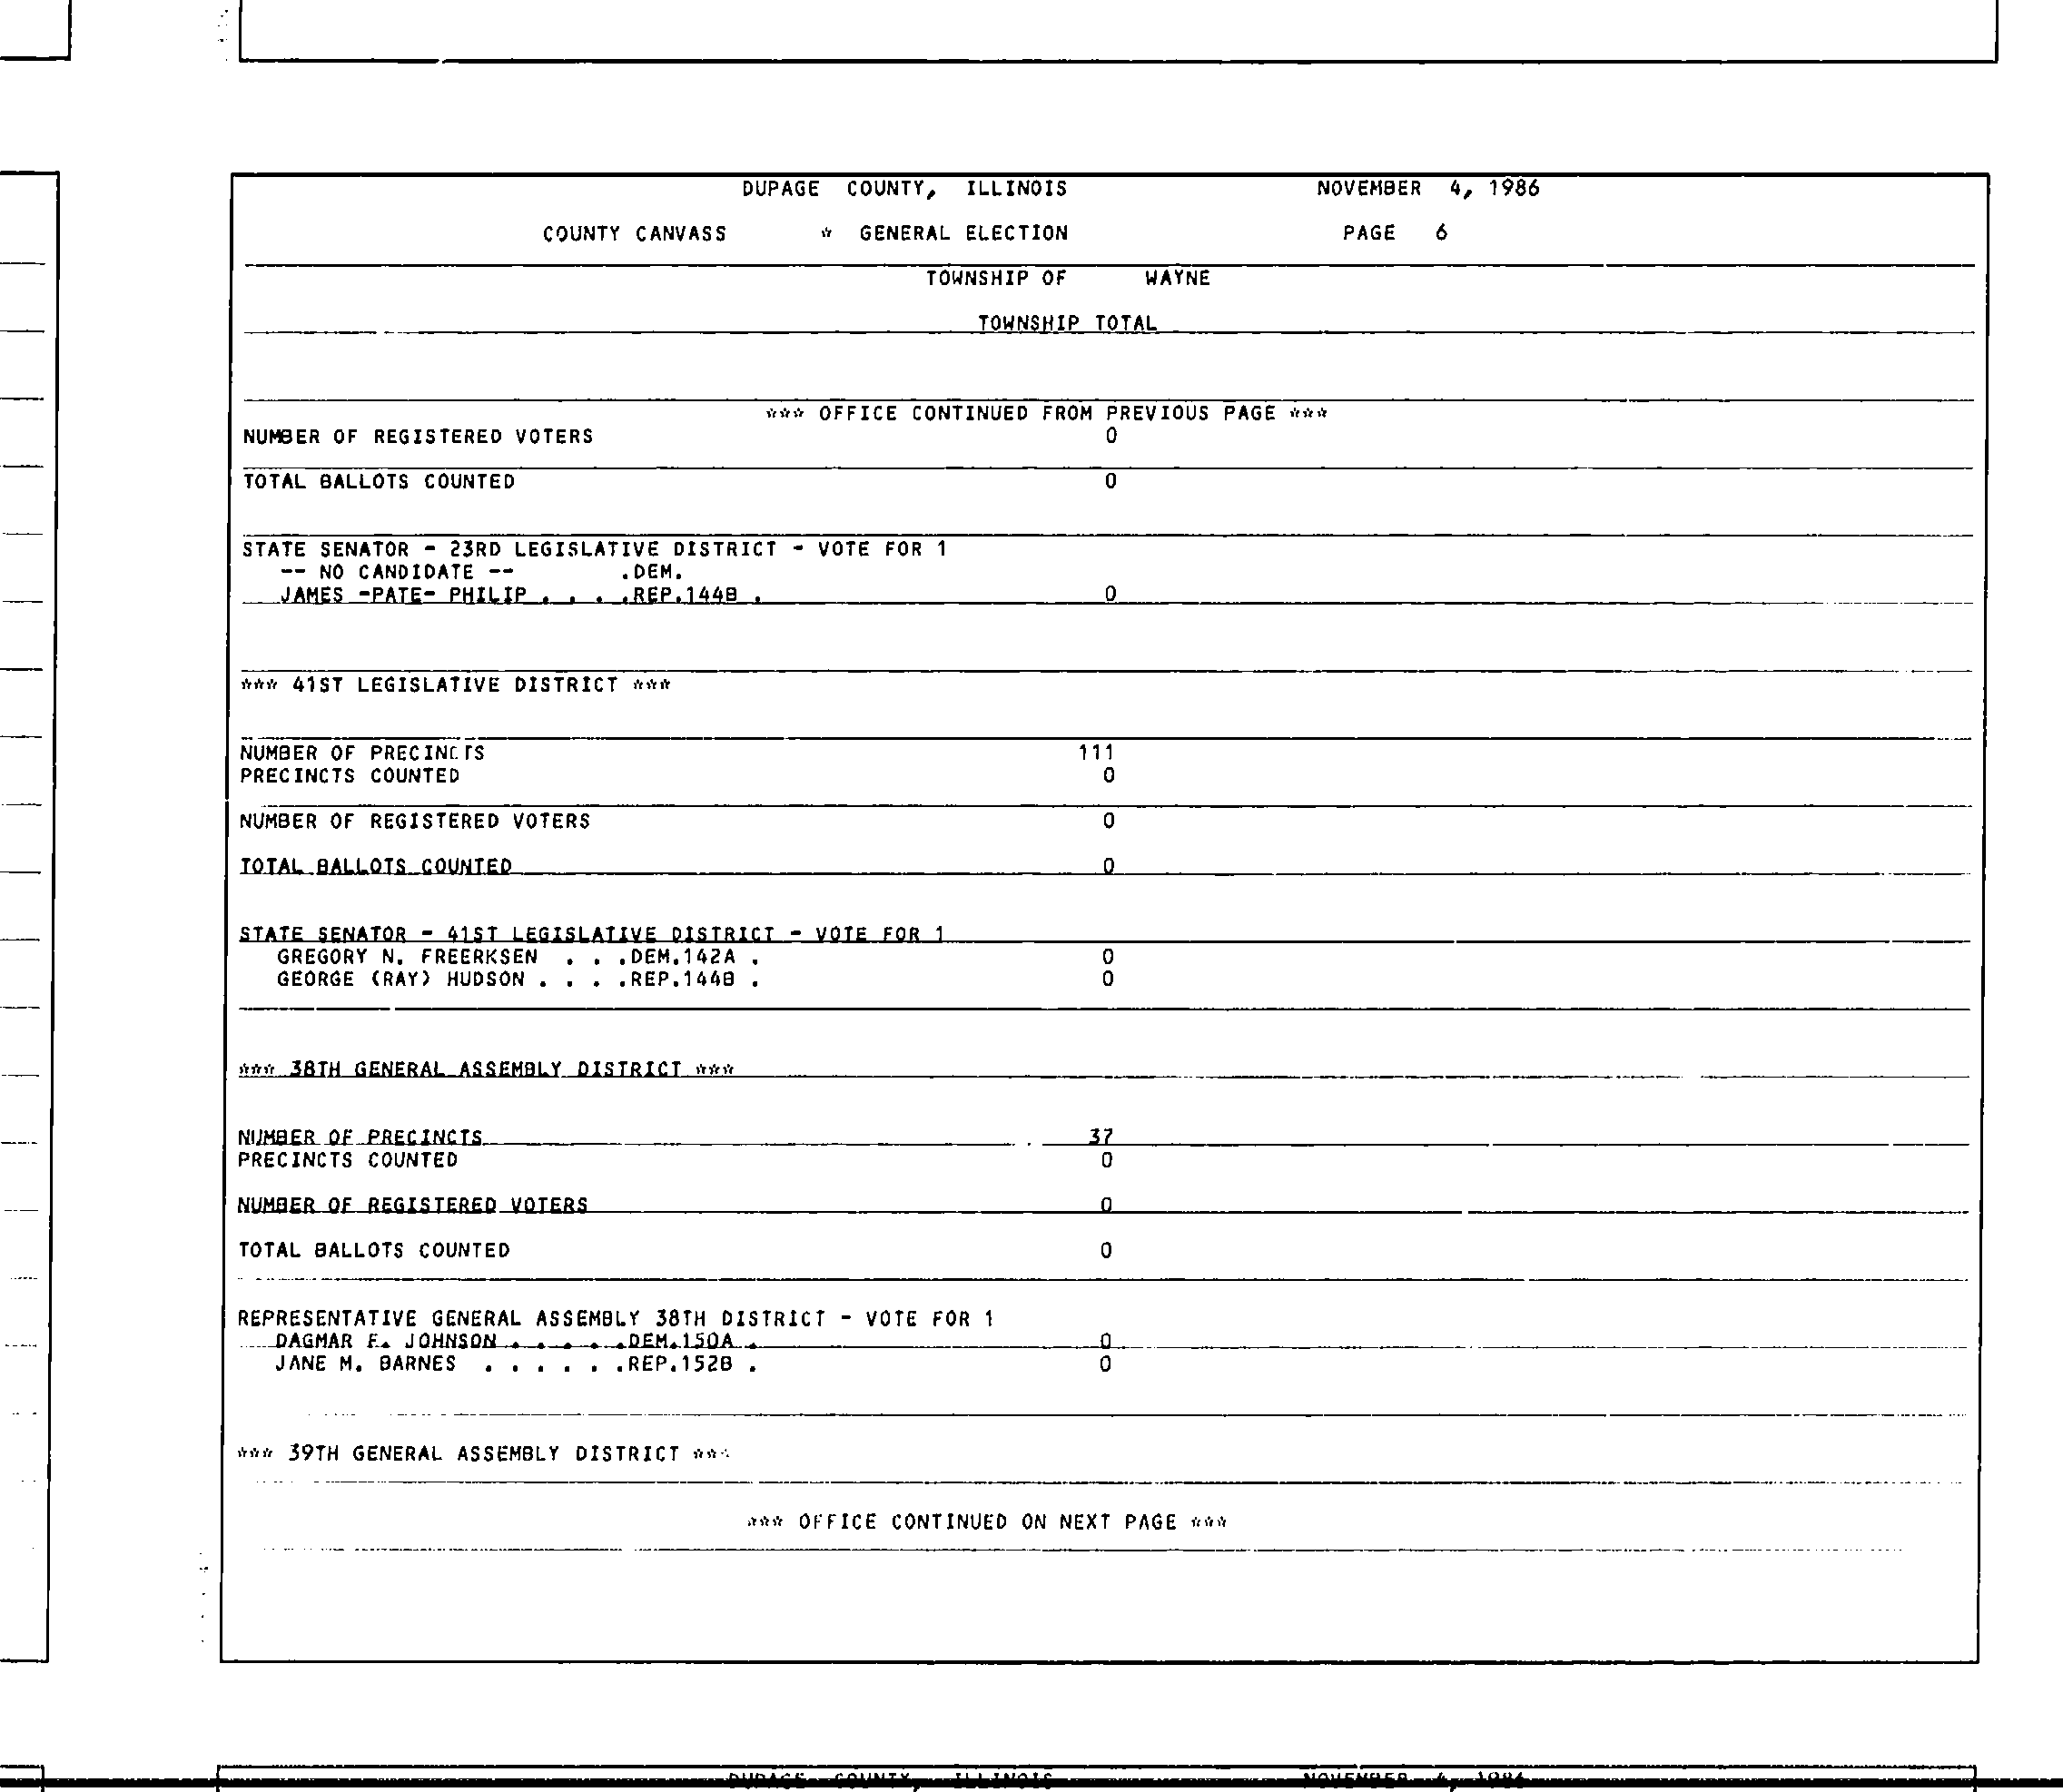 DUPAGE COUNTY, ILLINOIS NOVEMBER 4, 1986
COUNTY CANVASS * GENERAL ELECTION PAGE 6
TOWNSHIP OF WAYNE
TOWNSHIP TOTAL
*** OFFICE CONTINUED FROM PREVIOUS PAGE ***
NUMBER OF REGISTERED VOTERS 0
TOTAL BALLOTS COUNTED 0
STATE SENATOR - 23RD LEGISLATIVE DISTRICT - VOTE FOR 1
-- NO CANDIDATE -- .DEM.
JAMES -PATE- PHILIP . . . .REP.144B . 0
*** 41ST LEGISLATIVE DISTRICT ***
NUMBER OF PRECINCTS 111
PRECINCTS COUNTED 0
NUMBER OF REGISTERED VOTERS 0
TOTAL BALLOTS COUNTED 0
STATE SENATOR - 41ST LEGISLATIVE DISTRICT - VOTE FOR 1
GREGORY N. FREERKSEN . . .DEM.142A . 0
GEORGE (RAY) HUDSON . . . .REP.144B . 0
*** 38TH GENERAL ASSEMBLY DISTRICT ***
NUMBER OF PRECINCTS 37
PRECINCTS COUNTED 0
NUMBER OF REGISTERED VOTERS 0
TOTAL BALLOTS COUNTED 0
REPRESENTATIVE GENERAL ASSEMBLY 38TH DISTRICT - VOTE FOR 1
DAGMAR F. JOHNSON . . . . . .DEM.150A . 0
JANE M. BARNES . . . . . .REP.152B . 0
*** 39TH GENERAL ASSEMBLY DISTRICT ***
*** OFFICE CONTINUED ON NEXT PAGE ***
DUPAGE COUNTY, ILLINOIS NOVEMBER 4, 1986